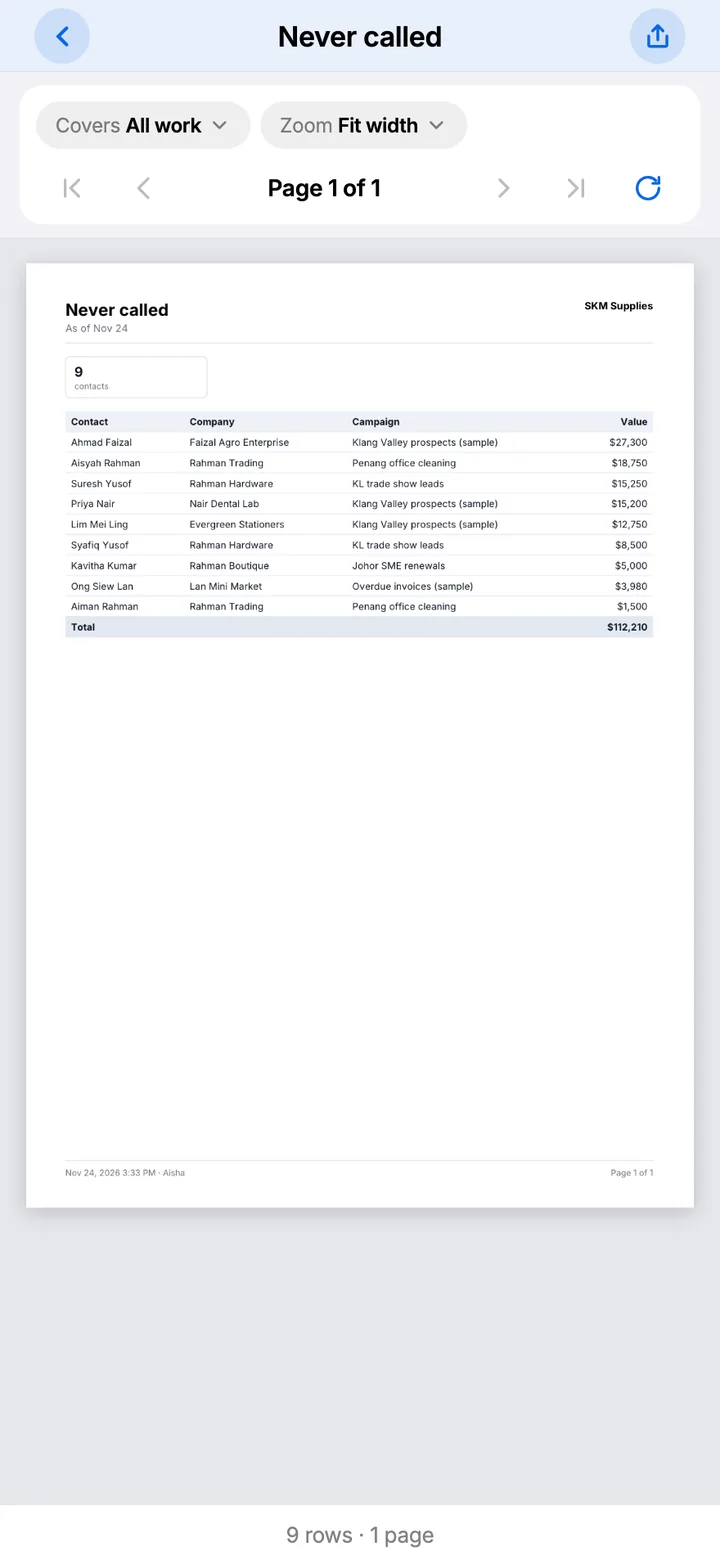 Never called
Covers All work
Zoom Fit width
Page 1 of 1
Never called
SKM Supplies
As of Nov 24
9
contacts
Contact Company Campaign Value
Ahmad Faizal Faizal Agro Enterprise Klang Valley prospects (sample) $27,300
Aisyah Rahman Rahman Trading Penang office cleaning $18,750
Suresh Yusof Rahman Hardware KL trade show leads $15,250
Priya Nair Nair Dental Lab Klang Valley prospects (sample) $15,200
Lim Mei Ling Evergreen Stationers Klang Valley prospects (sample) $12,750
Syafiq Yusof Rahman Hardware KL trade show leads $8,500
Kavitha Kumar Rahman Boutique Johor SME renewals $5,000
Ong Siew Lan Lan Mini Market Overdue invoices (sample) $3,980
Aiman Rahman Rahman Trading Penang office cleaning $1,500
Total $112,210
Nov 24, 2026 3:33 PM · Aisha Page 1 of 1
9 rows · 1 page